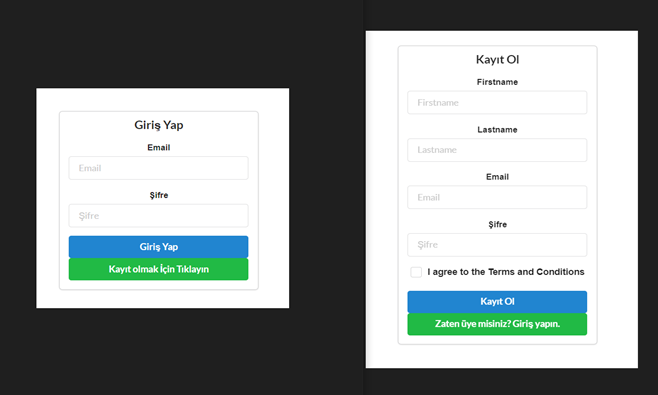 Giriş Yap
Email
Email
Şifre
Şifre
Giriş Yap
Kayıt olmak İçin Tıklayın
Kayıt Ol
Firstname
Firstname
Lastname
Lastname
Email
Email
Şifre
Şifre
I agree to the Terms and Conditions
Kayıt Ol
Zaten üye misiniz? Giriş yapın.